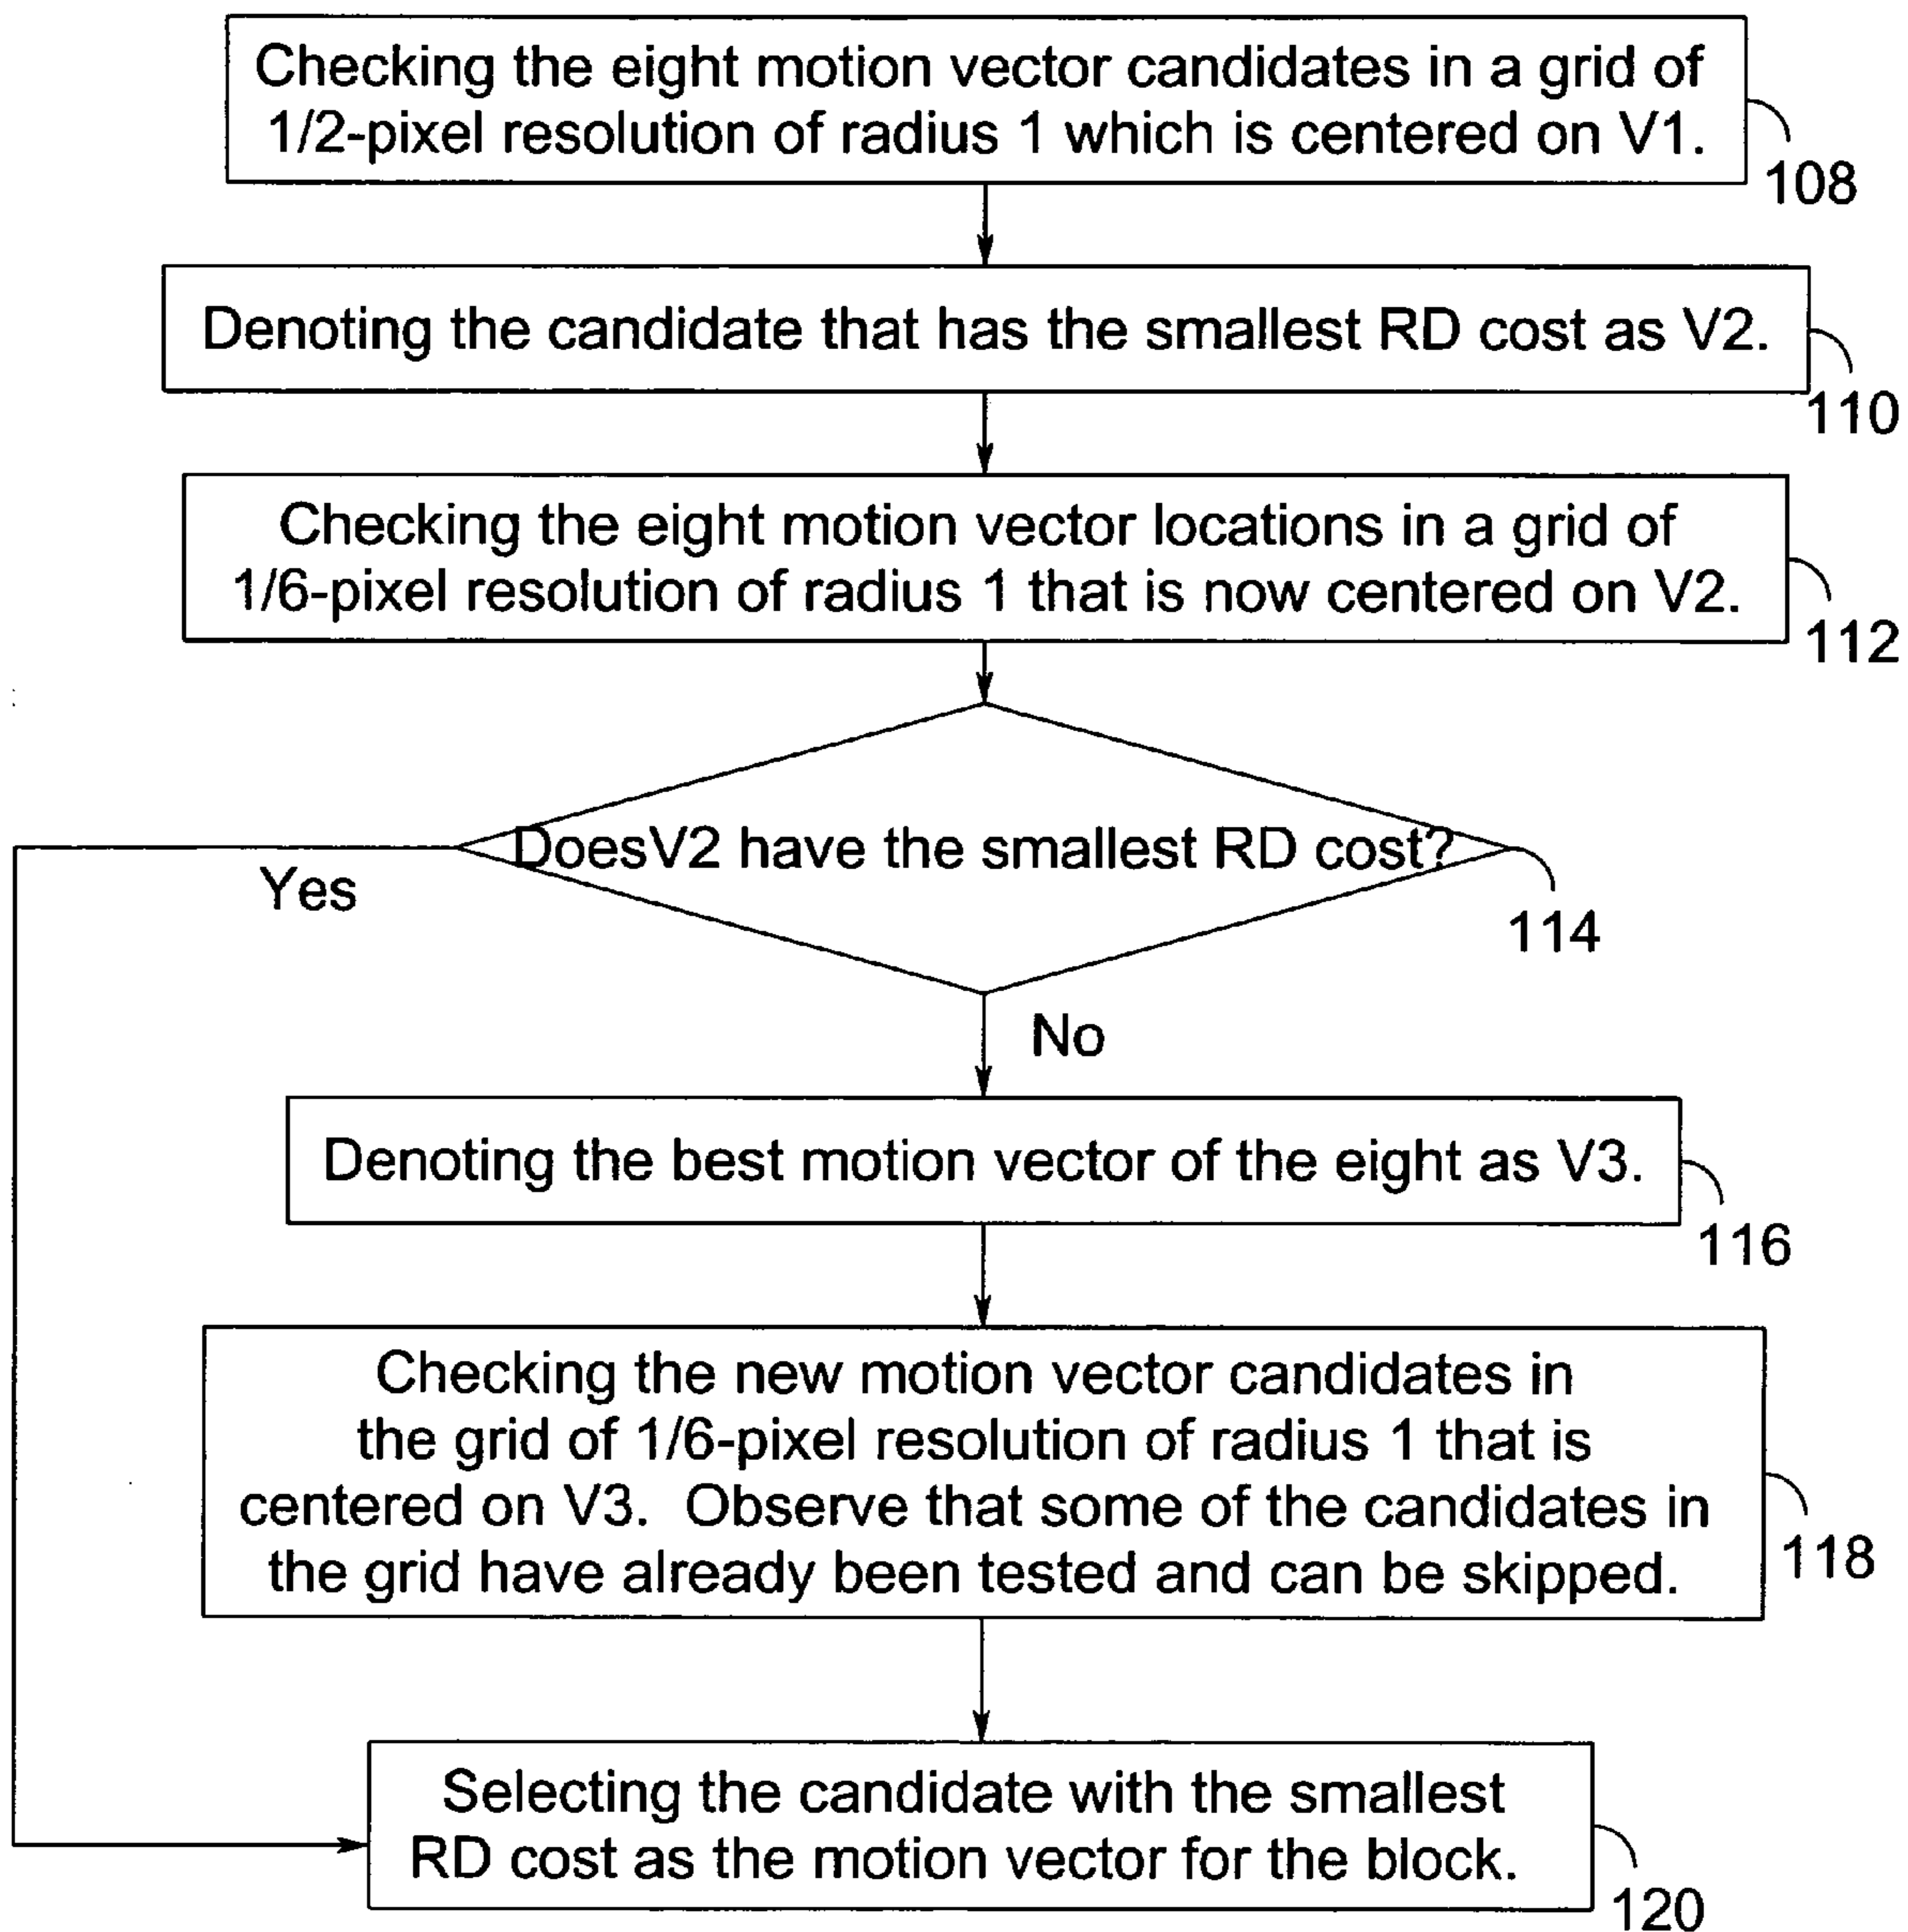 Checking the eight motion vector candidates in a grid of
1/2-pixel resolution of radius 1 which is centered on V1.
108
Denoting the candidate that has the smallest RD cost as V2.
110
Checking the eight motion vector locations in a grid of
1/6-pixel resolution of radius 1 that is now centered on V2.
112
DoesV2 have the smallest RD cost?
Yes
114
No
Denoting the best motion vector of the eight as V3.
116
Checking the new motion vector candidates in
the grid of 1/6-pixel resolution of radius 1 that is
centered on V3. Observe that some of the candidates in
the grid have already been tested and can be skipped.
118
Selecting the candidate with the smallest
RD cost as the motion vector for the block.
120